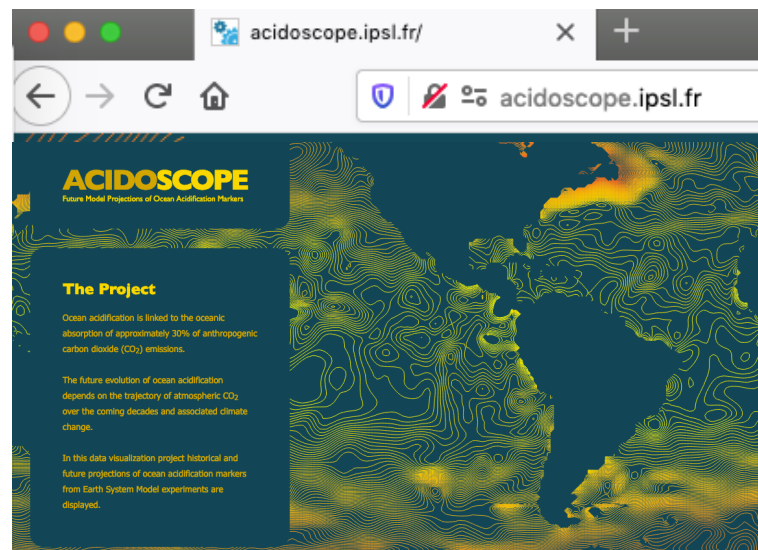 acidoscope.ipsl.fr/
acidoscope.ipsl.fr
ACIDOSCOPE
Future Model Projections of Ocean Acidification Markers
The Project
Ocean acidification is linked to the oceanic
absorption of approximately 30% of anthropogenic
carbon dioxide (CO₂) emissions.
The future evolution of ocean acidification
depends on the trajectory of atmospheric CO₂
over the coming decades and associated climate
change.
In this data visualization project historical and
future projections of ocean acidification markers
from Earth System Model experiments are
displayed.